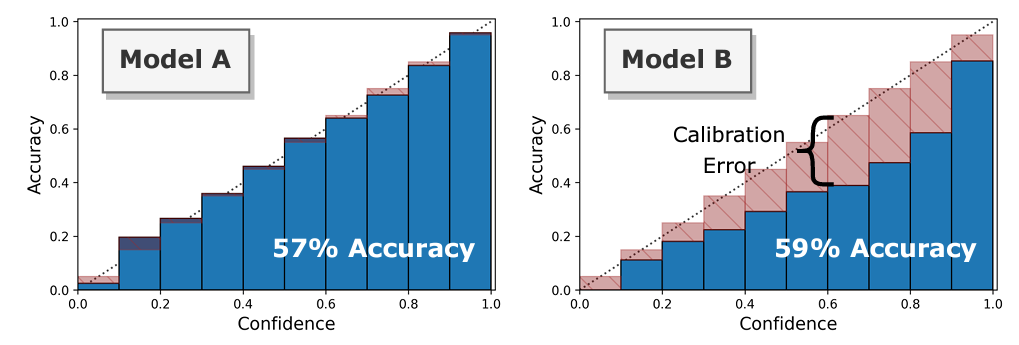 Model A
Accuracy
1.0
0.8
0.6
0.4
0.2
0.0
57% Accuracy
0.0 0.2 0.4 0.6 0.8 1.0
Confidence
Model B
Accuracy
1.0
0.8
0.6
0.4
0.2
0.0
Calibration
Error
59% Accuracy
0.0 0.2 0.4 0.6 0.8 1.0
Confidence